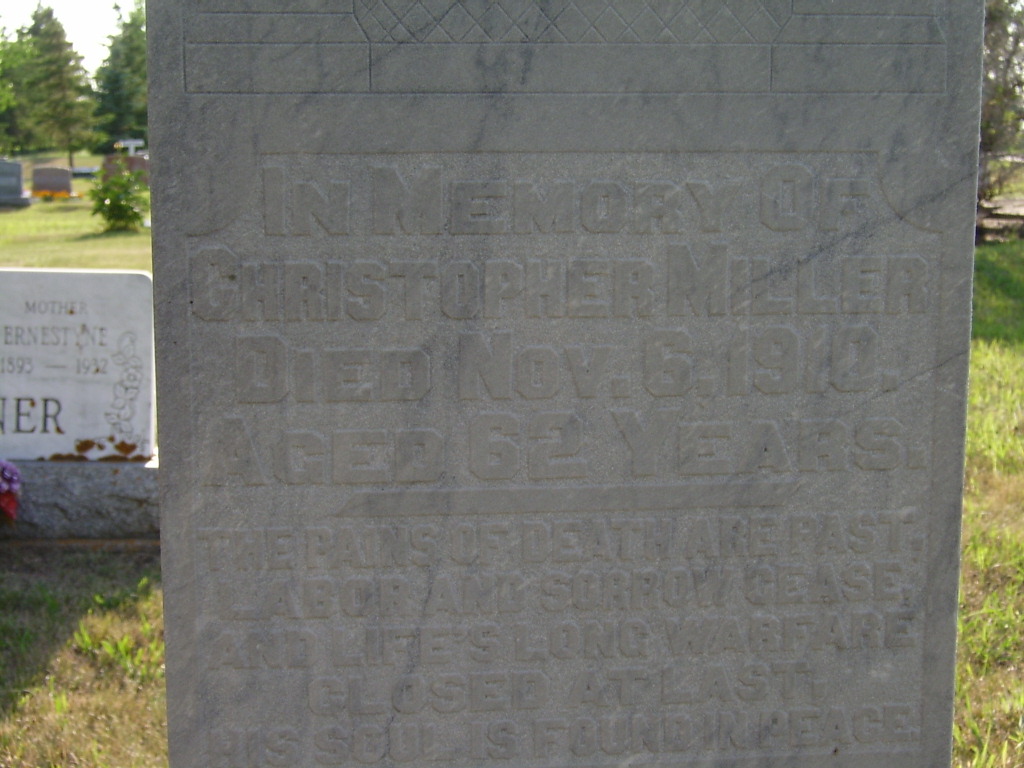 IN MEMORY OF
CHRISTOPHER MILLER
DIED NOV. 6, 1910.
AGED 62 YEARS.
THE PAINS OF DEATH ARE PAST;
LABOR AND SORROW CEASE,
AND LIFE'S LONG WARFARE
CLOSED AT LAST;
HIS SOUL IS FOUND IN PEACE.
MOTHER
ERNESTINE
1893 — 1932
NER